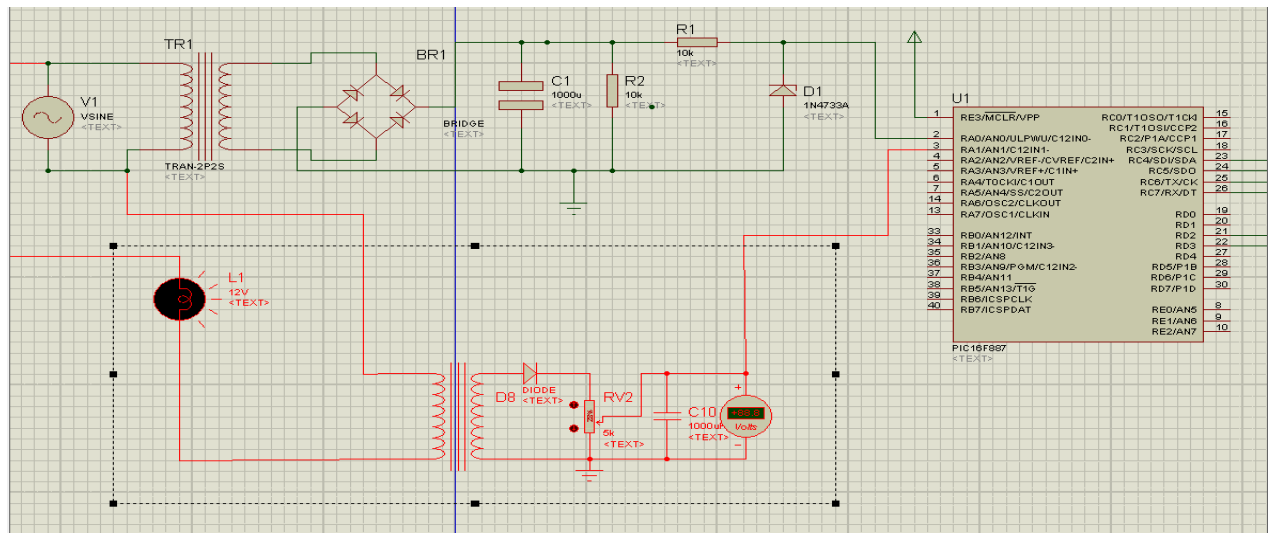 TR1
V1
VSINE
<TEXT>
TRAN-2P2S
<TEXT>
BR1
BRIDGE
<TEXT>
C1
1000u
<TEXT>
R2
10k
<TEXT>
R1
10k
<TEXT>
D1
1N4733A
<TEXT>
U1
1 RE3/MCLR/VPP
2 RA0/AN0/ULPWU/C12IN0-
3 RA1/AN1/C12IN1-
4 RA2/AN2/VREF-/CVREF/C2IN+
5 RA3/AN3/VREF+/C1IN+
6 RA4/T0CKI/C1OUT
7 RA5/AN4/SS/C2OUT
14 RA6/OSC2/CLKOUT
13 RA7/OSC1/CLKIN
33 RB0/AN12/INT
34 RB1/AN10/C12IN3-
35 RB2/AN8
36 RB3/AN9/PGM/C12IN2-
37 RB4/AN11
38 RB5/AN13/T1G
39 RB6/ICSPCLK
40 RB7/ICSPDAT
RC0/T1OSO/T1CKI 15
RC1/T1OSI/CCP2 16
RC2/P1A/CCP1 17
RC3/SCK/SCL 18
RC4/SDI/SDA 23
RC5/SDO 24
RC6/TX/CK 25
RC7/RX/DT 26
RD0 19
RD1 20
RD2 21
RD3 22
RD4 27
RD5/P1B 28
RD6/P1C 29
RD7/P1D 30
RE0/AN5 8
RE1/AN6 9
RE2/AN7 10
PIC16F887
<TEXT>
L1
12V
<TEXT>
D8
DIODE
<TEXT>
RV2
5k
<TEXT>
C10
1000uF
<TEXT>
+88.8
Volts